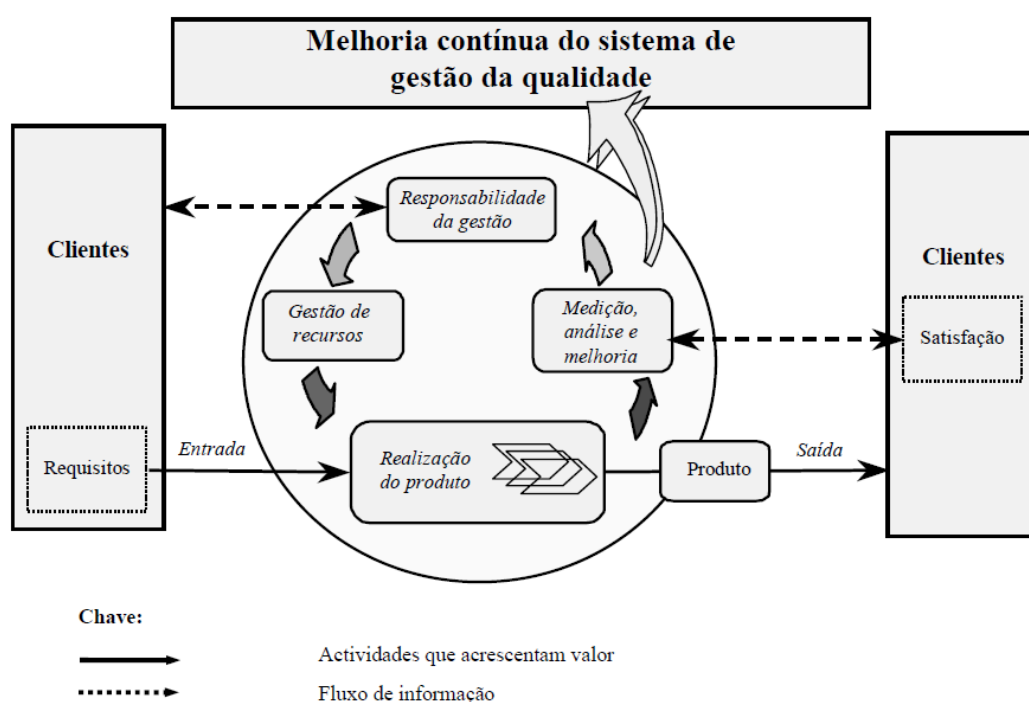 Melhoria contínua do sistema de
gestão da qualidade
Responsabilidade
da gestão
Clientes
Clientes
Gestão de
recursos
Medição,
análise e
melhoria
Satisfação
Requisitos
Entrada
Realização
do produto
Produto
Saída
Chave:
Actividades que acrescentam valor
Fluxo de informação